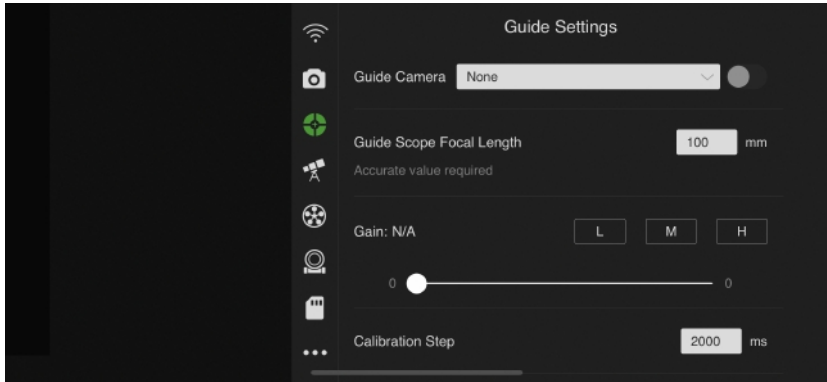 Guide Settings
Guide Camera None
Guide Scope Focal Length 100 mm
Accurate value required
Gain: N/A L M H
0 0
Calibration Step 2000 ms